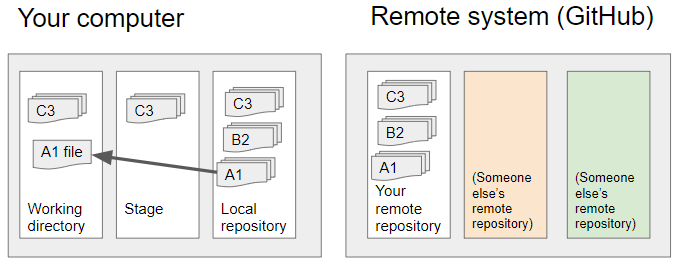 Your computer
Remote system (GitHub)
C3
A1 file
Working
directory
C3
Stage
C3
B2
A1
Local
repository
C3
B2
A1
Your
remote
repository
(Someone
else's
remote
repository)
(Someone
else's
remote
repository)